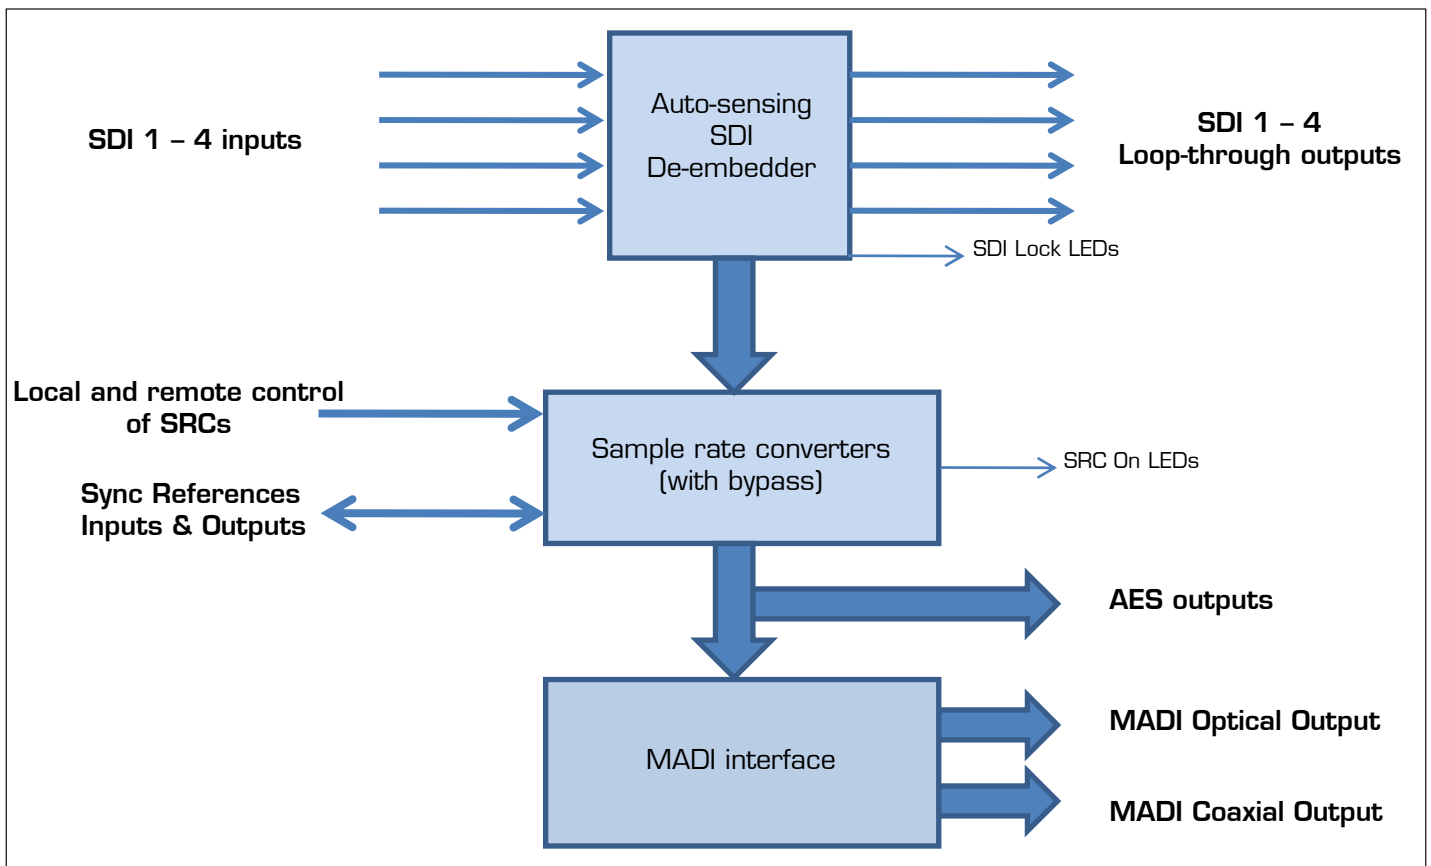 Auto-sensing
SDI
De-embedder
SDI 1 – 4 inputs
SDI 1 – 4
Loop-through outputs
SDI Lock LEDs
Local and remote control
of SRCs
Sample rate converters
(with bypass)
SRC On LEDs
Sync References
Inputs & Outputs
AES outputs
MADI interface
MADI Optical Output
MADI Coaxial Output